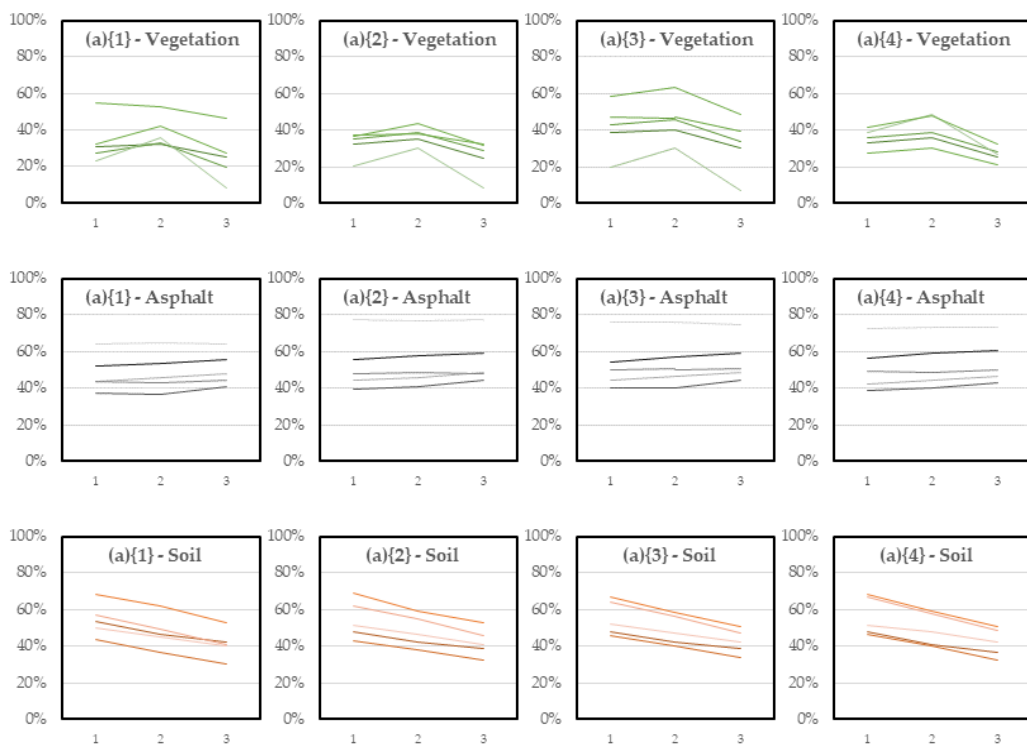 100% 100% 100% 100%
(a){1} - Vegetation (a){2} - Vegetation (a){3} - Vegetation (a){4} - Vegetation
80% 80% 80% 80%
60% 60% 60% 60%
40% 40% 40% 40%
20% 20% 20% 20%
0% 0% 0% 0%
1 2 3 1 2 3 1 2 3 1 2 3
100% 100% 100% 100%
(a){1} - Asphalt (a){2} - Asphalt (a){3} - Asphalt (a){4} - Asphalt
80% 80% 80% 80%
60% 60% 60% 60%
40% 40% 40% 40%
20% 20% 20% 20%
0% 0% 0% 0%
1 2 3 1 2 3 1 2 3 1 2 3
100% 100% 100% 100%
(a){1} - Soil (a){2} - Soil (a){3} - Soil (a){4} - Soil
80% 80% 80% 80%
60% 60% 60% 60%
40% 40% 40% 40%
20% 20% 20% 20%
0% 0% 0% 0%
1 2 3 1 2 3 1 2 3 1 2 3